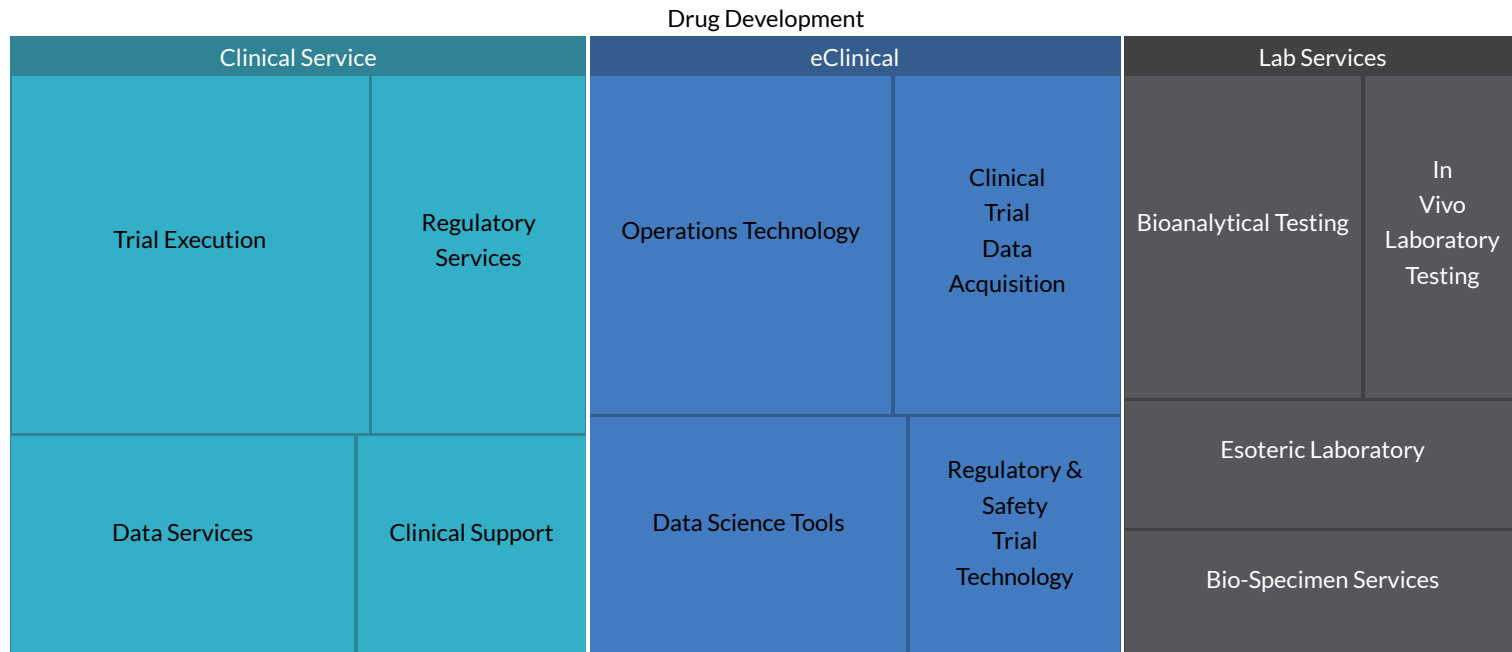 Drug Development
Clinical Service
Trial Execution
Regulatory
Services
Data Services
Clinical Support
eClinical
Operations Technology
Clinical
Trial
Data
Acquisition
Data Science Tools
Regulatory &
Safety
Trial
Technology
Lab Services
Bioanalytical Testing
In
Vivo
Laboratory
Testing
Esoteric Laboratory
Bio-Specimen Services